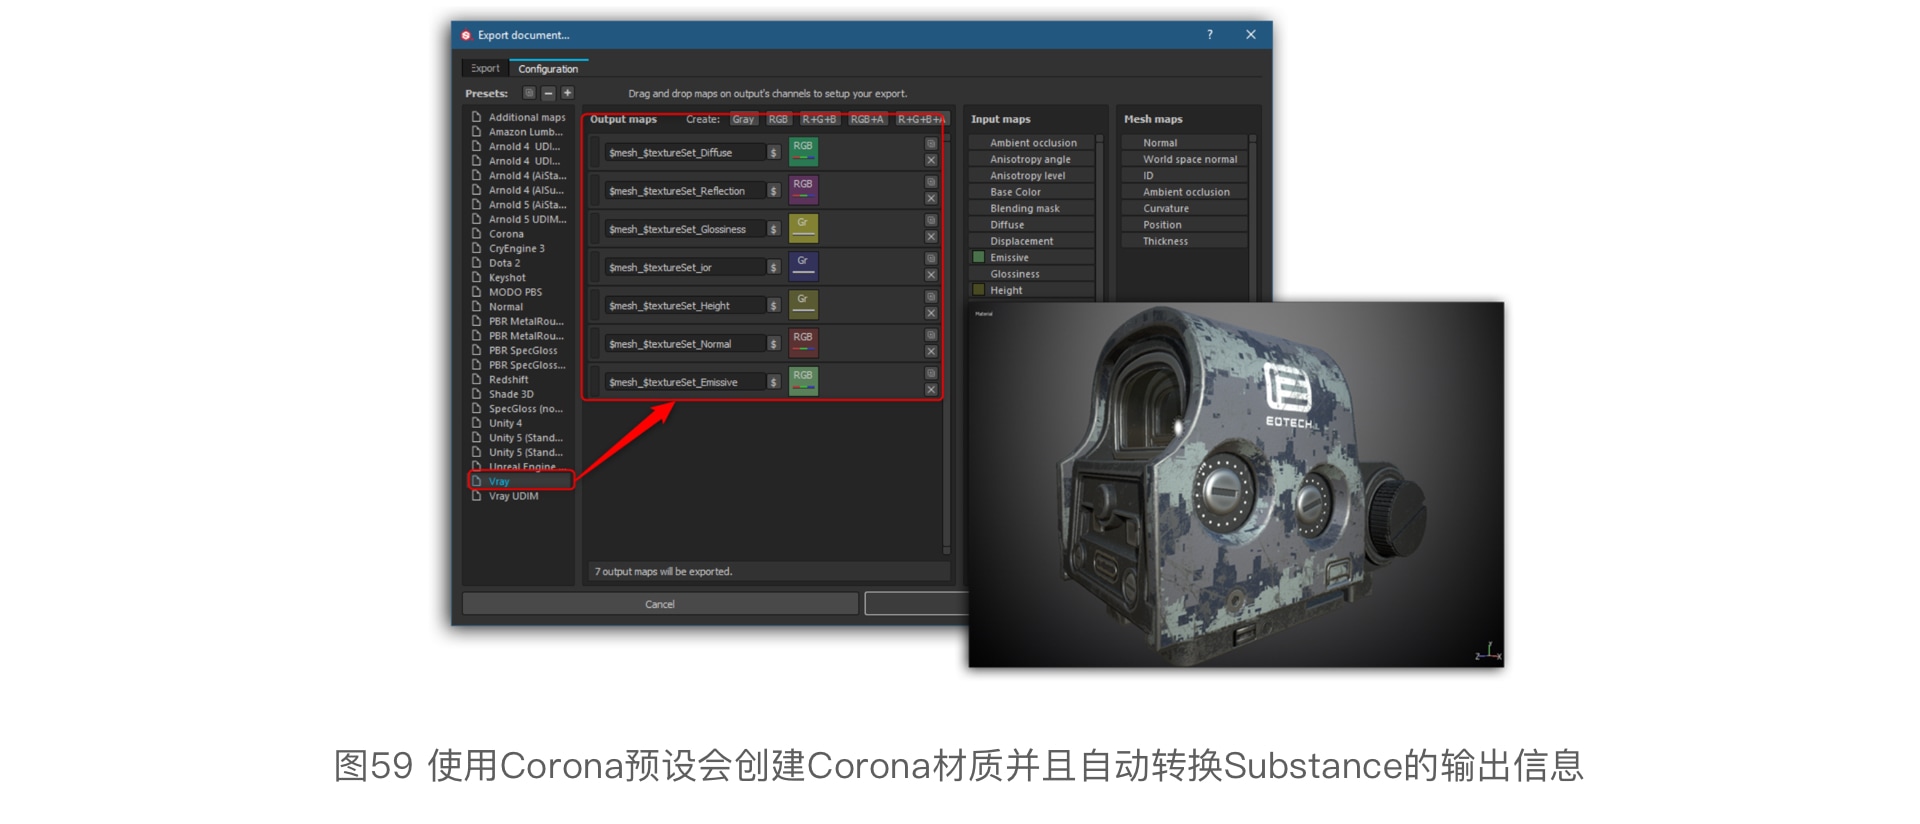 Export document...
?
Export
Configuration
Presets:
Drag and drop maps on output's channels to setup your export.
Additional maps
Amazon Lumb...
Arnold 4 UDI...
Arnold 4 UDI...
Arnold 4 (AiSta...
Arnold 4 (AlSu...
Arnold 5 (AiSta...
Arnold 5 UDIM...
Corona
CryEngine 3
Dota 2
Keyshot
MODO PBS
Normal
PBR MetalRou...
PBR MetalRou...
PBR SpecGloss
PBR SpecGloss...
Redshift
Shade 3D
SpecGloss (no...
Unity 4
Unity 5 (Stand...
Unity 5 (Stand...
Unreal Engine...
Vray
Vray UDIM
Output maps Create: Gray RGB R+G+B RGB+A R+G+B+A
$mesh_$textureSet_Diffuse $ RGB
$mesh_$textureSet_Reflection $ RGB
$mesh_$textureSet_Glossiness $ Gr
$mesh_$textureSet_ior $ Gr
$mesh_$textureSet_Height $ Gr
$mesh_$textureSet_Normal $ RGB
$mesh_$textureSet_Emissive $ RGB
7 output maps will be exported.
Cancel
Input maps
Ambient occlusion
Anisotropy angle
Anisotropy level
Base Color
Blending mask
Diffuse
Displacement
Emissive
Glossiness
Height
Mesh maps
Normal
World space normal
ID
Ambient occlusion
Curvature
Position
Thickness
Material
EOTECH
Y
Z X
图59 使用Corona预设会创建Corona材质并且自动转换Substance的输出信息